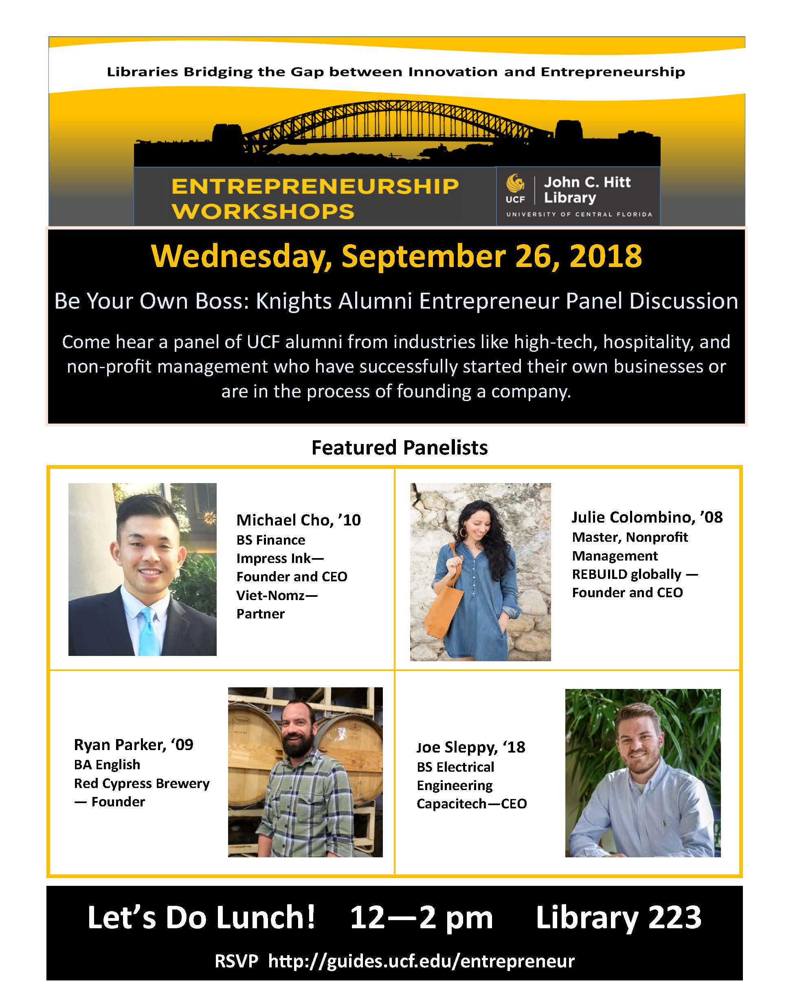 Libraries Bridging the Gap between Innovation and Entrepreneurship
ENTREPRENEURSHIP
WORKSHOPS
UCF
John C. Hitt
Library
UNIVERSITY OF CENTRAL FLORIDA
Wednesday, September 26, 2018
Be Your Own Boss: Knights Alumni Entrepreneur Panel Discussion
Come hear a panel of UCF alumni from industries like high-tech, hospitality, and
non-profit management who have successfully started their own businesses or
are in the process of founding a company.
Featured Panelists
Michael Cho, ’10
BS Finance
Impress Ink—
Founder and CEO
Viet-Nomz—
Partner
Julie Colombino, ’08
Master, Nonprofit
Management
REBUILD globally —
Founder and CEO
Ryan Parker, ‘09
BA English
Red Cypress Brewery
— Founder
Joe Sleppy, ‘18
BS Electrical
Engineering
Capacitech—CEO
Let’s Do Lunch! 12—2 pm Library 223
RSVP http://guides.ucf.edu/entrepreneur